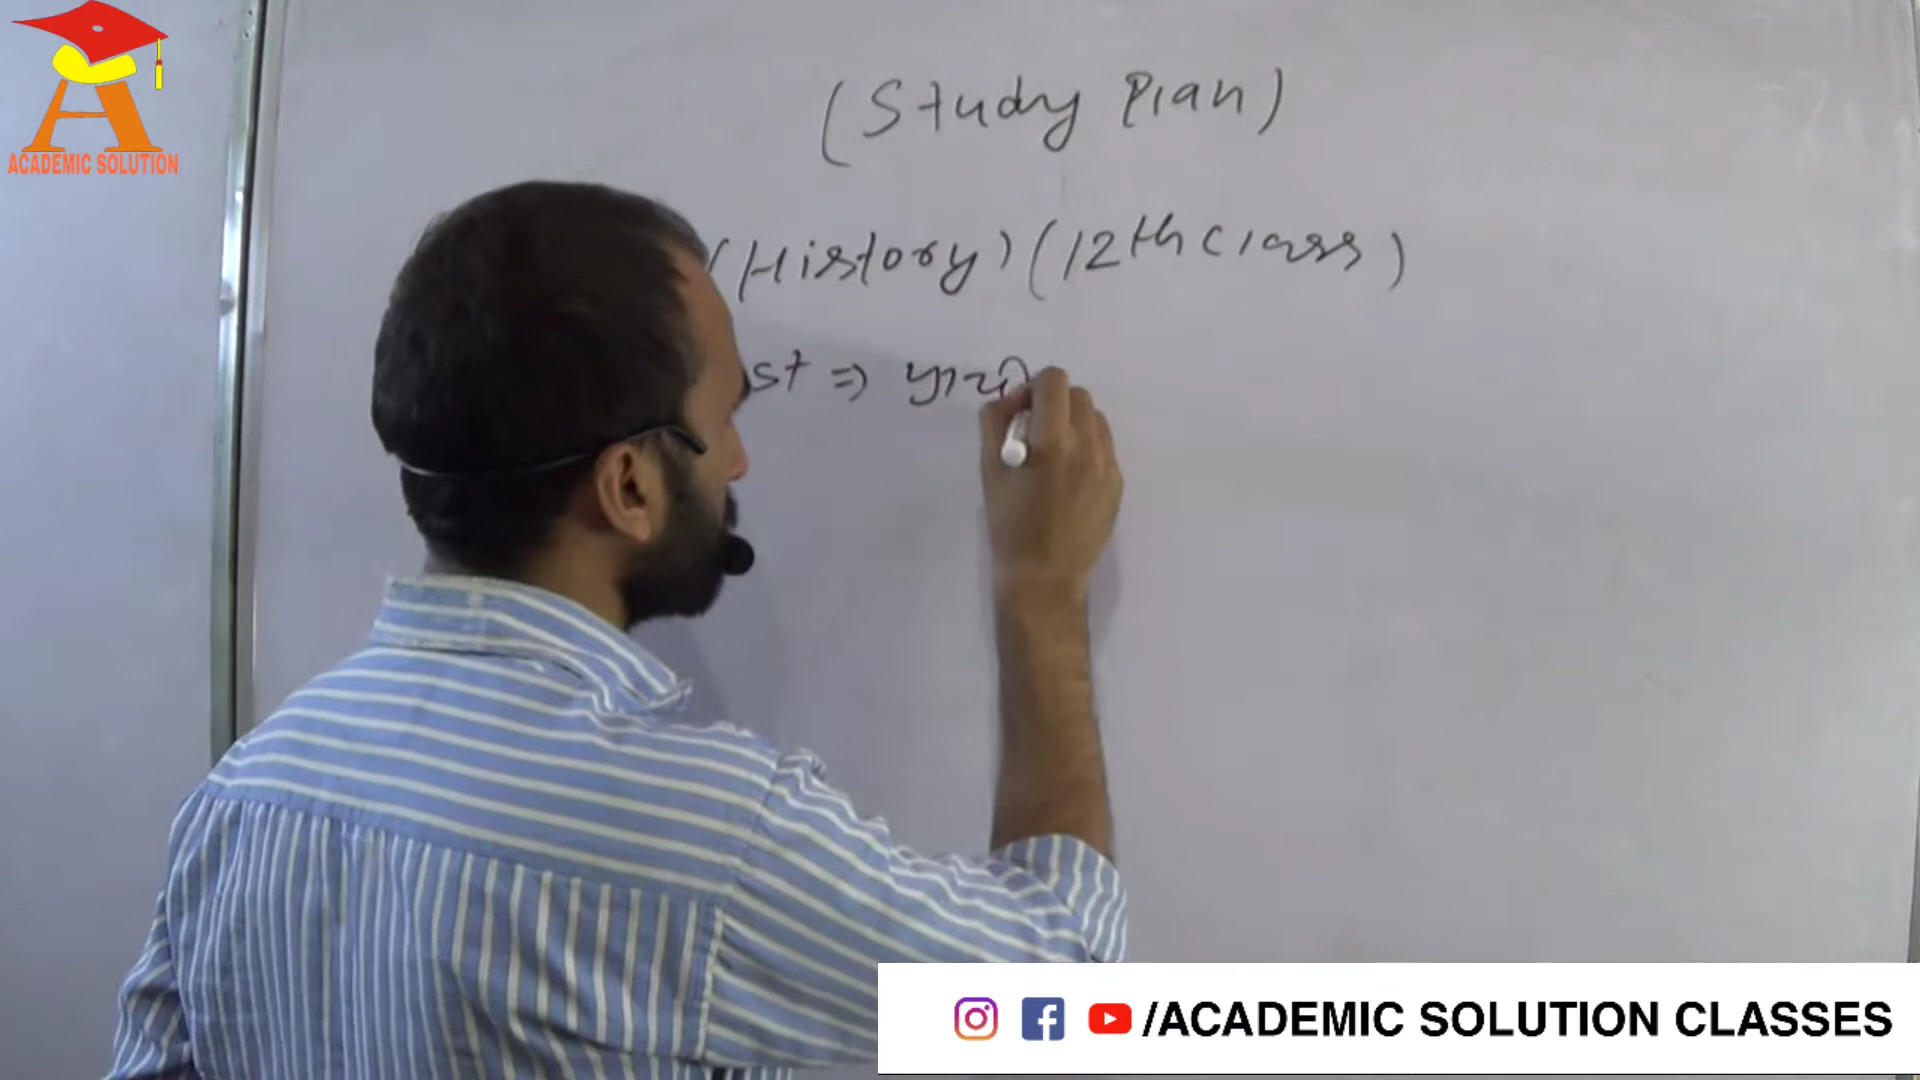 ACADEMIC SOLUTION
(Study Plan)
(History) (12th class)
st ⇒
/ACADEMIC SOLUTION CLASSES